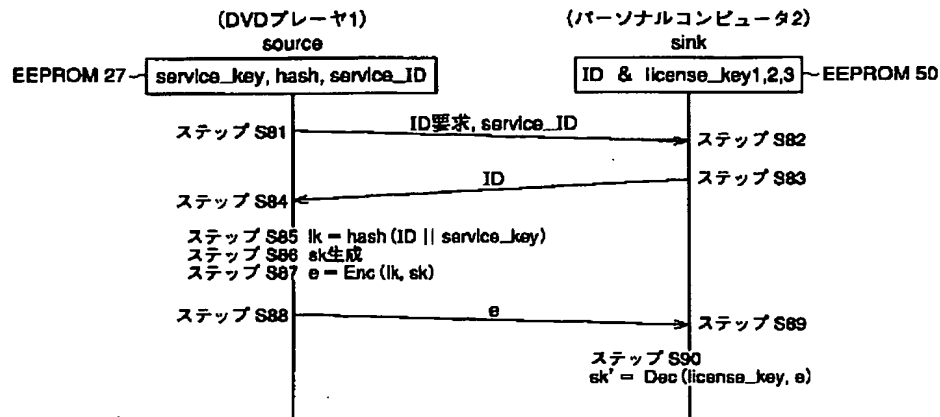 (DVDプレーヤ1)
source
(パーソナルコンピュータ2)
sink
EEPROM 27
service_key, hash, service_ID
ID & license_key1,2,3
EEPROM 50
ステップ S81
ID要求, service_ID
ステップ S82
ID
ステップ S83
ステップ S84
ステップ S85 lk = hash (ID || service_key)
ステップ S86 sk生成
ステップ S87 e = Enc (lk, sk)
ステップ S88
e
ステップ S89
ステップ S90
sk' = Dec (license_key, e)